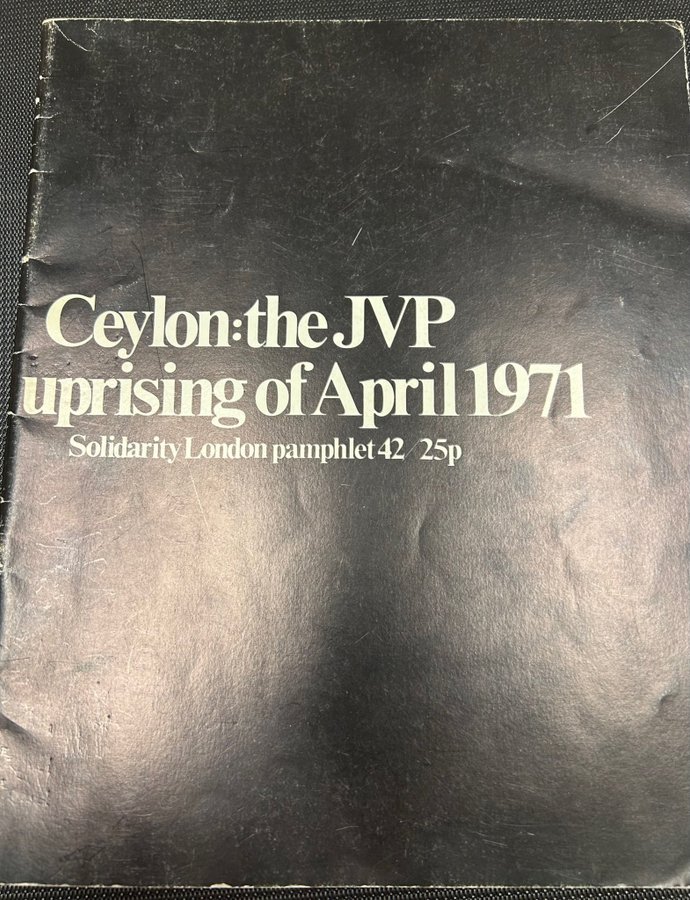 Ceylon: the JVP
uprising of April 1971
Solidarity London pamphlet 42 / 25p